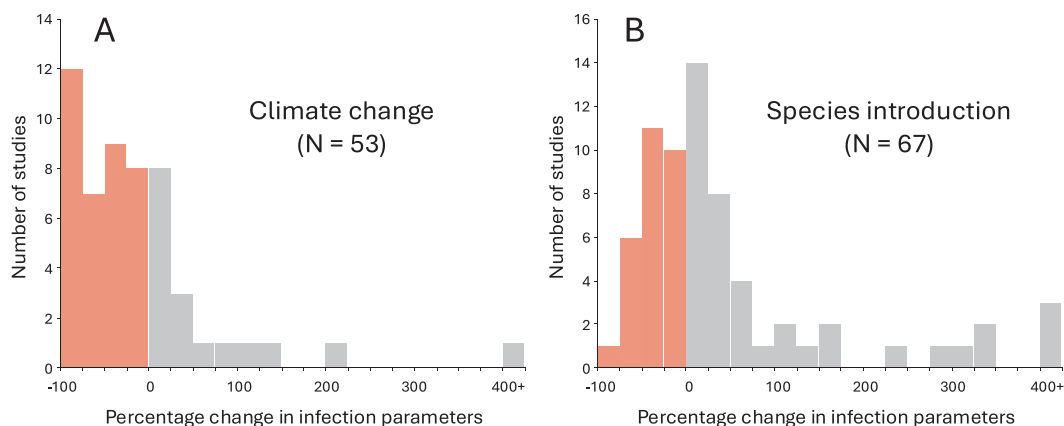 A
Climate change
(N = 53)
Number of studies
14
12
10
8
6
4
2
0
-100
0
100
200
300
400+
Percentage change in infection parameters
B
Species introduction
(N = 67)
Number of studies
16
14
12
10
8
6
4
2
0
-100
0
100
200
300
400+
Percentage change in infection parameters